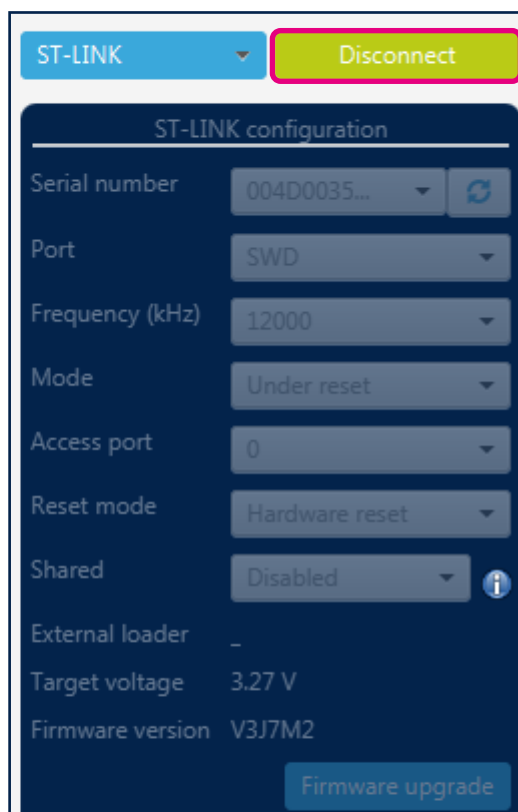 ST-LINK Disconnect
ST-LINK configuration
Serial number 004D0035...
Port SWD
Frequency (kHz) 12000
Mode Under reset
Access port 0
Reset mode Hardware reset
Shared Disabled
External loader _
Target voltage 3.27 V
Firmware version V3J7M2
Firmware upgrade